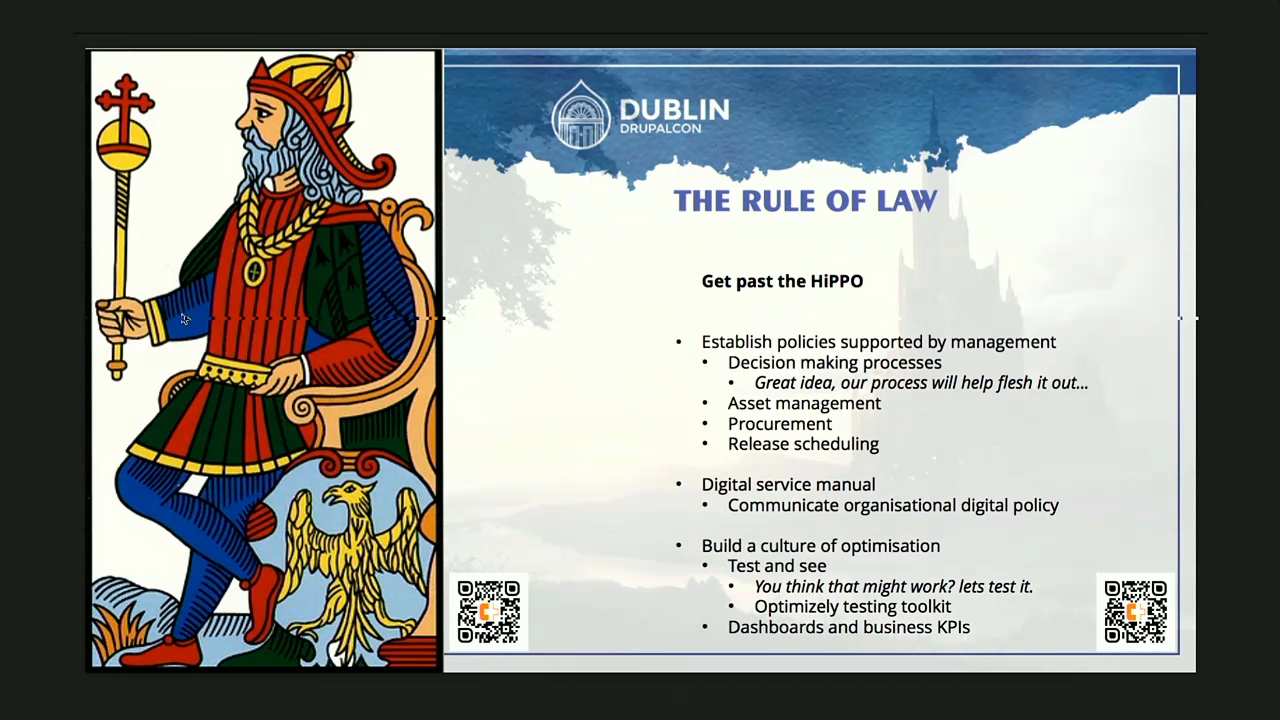 DUBLIN
DRUPALCON
THE RULE OF LAW
Get past the HiPPO
• Establish policies supported by management
• Decision making processes
• Great idea, our process will help flesh it out...
• Asset management
• Procurement
• Release scheduling
• Digital service manual
• Communicate organisational digital policy
• Build a culture of optimisation
• Test and see
• You think that might work? lets test it.
• Optimizely testing toolkit
• Dashboards and business KPIs